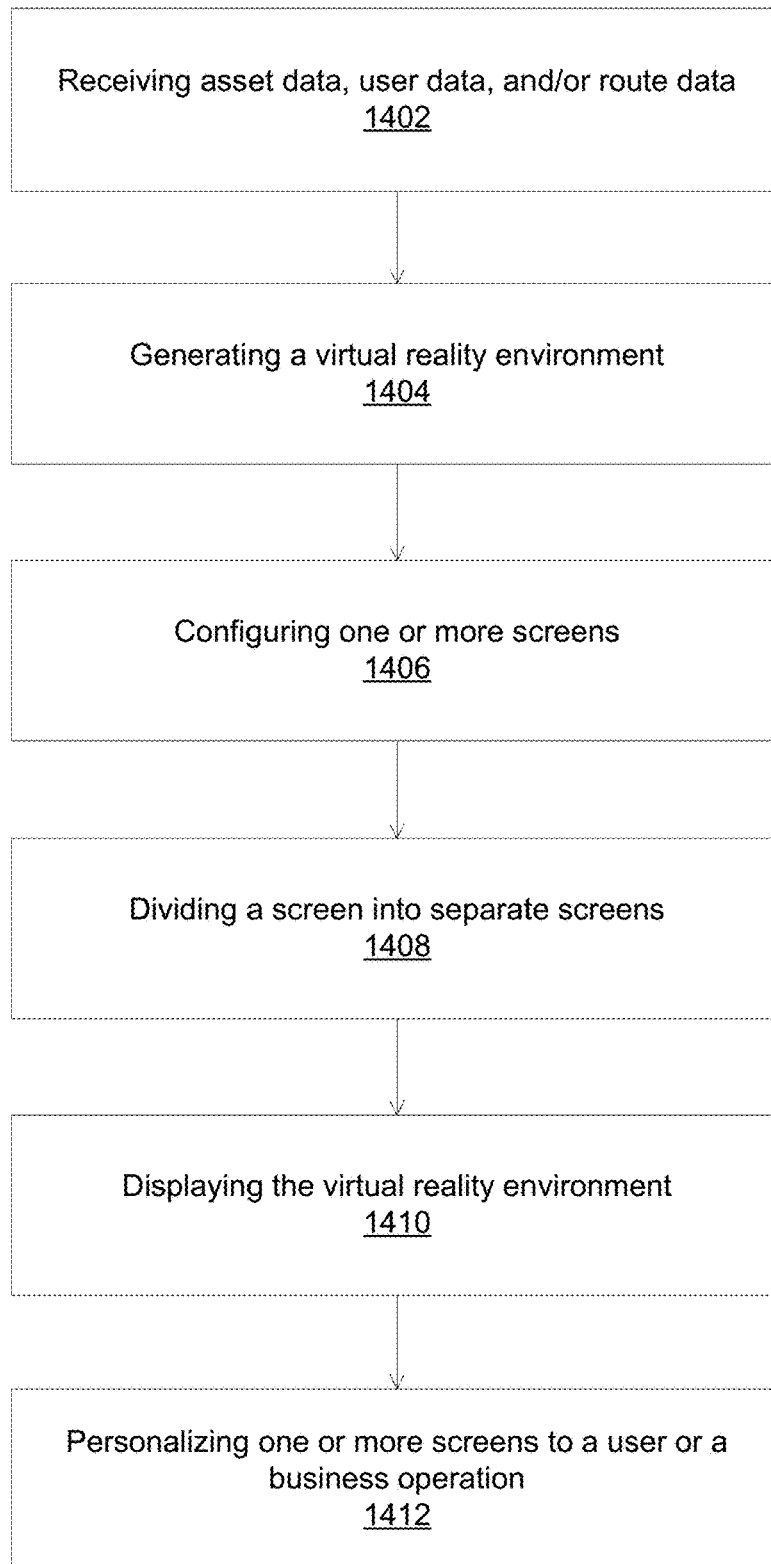 Receiving asset data, user data, and/or route data
1402
Generating a virtual reality environment
1404
Configuring one or more screens
1406
Dividing a screen into separate screens
1408
Displaying the virtual reality environment
1410
Personalizing one or more screens to a user or a
business operation
1412